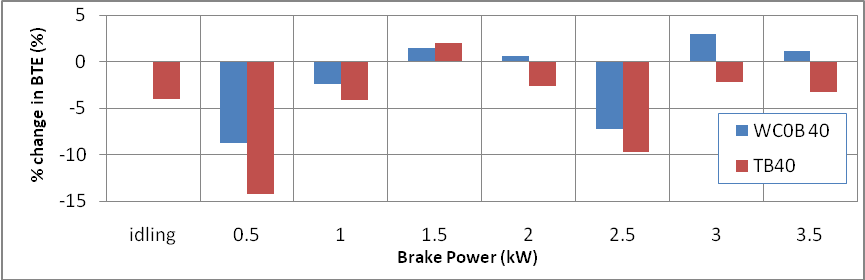 % change in BTE (%)
5
0
-5
-10
-15
WC0B 40
TB40
idling 0.5 1 1.5 2 2.5 3 3.5
Brake Power (kW)